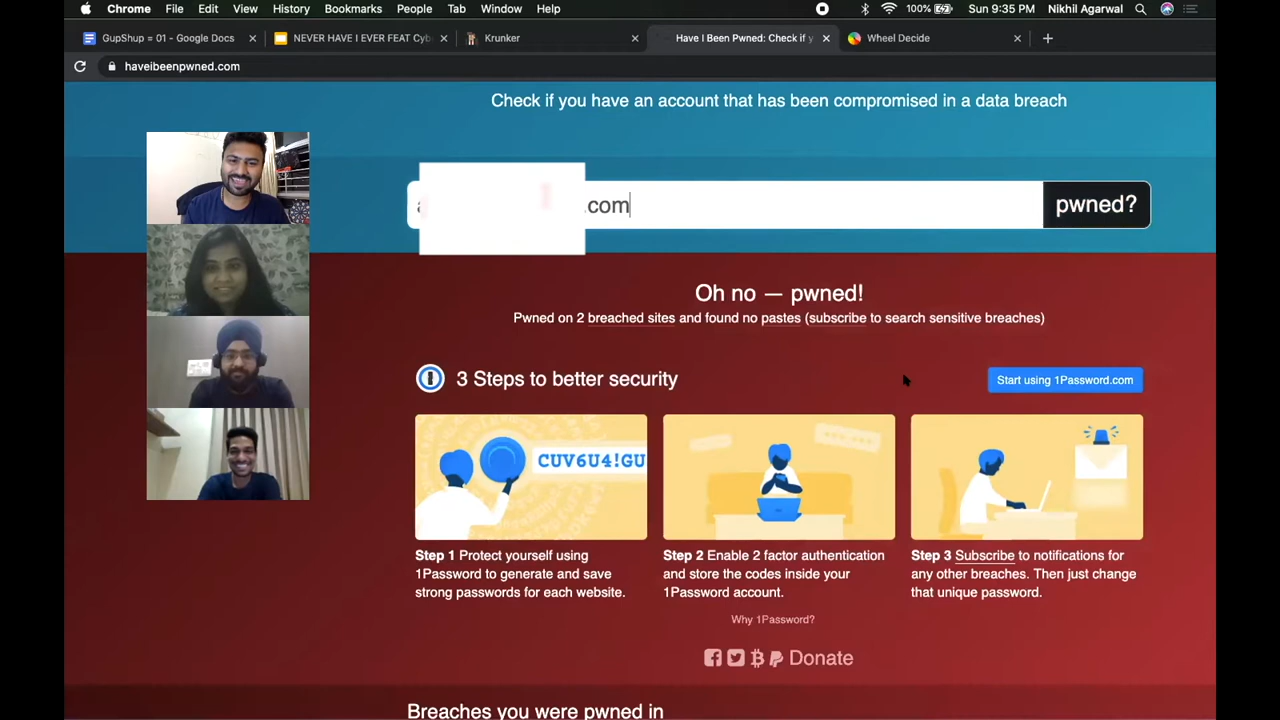 Chrome File Edit View History Bookmarks People Tab Window Help 100% Sun 9:35 PM Nikhil Agarwal
GupShup = 01 - Google Docs × NEVER HAVE I EVER FEAT Cyb × Krunker × Have I Been Pwned: Check if y × Wheel Decide × +
haveibeenpwned.com
Check if you have an account that has been compromised in a data breach
.com pwned?
Oh no — pwned!
Pwned on 2 breached sites and found no pastes (subscribe to search sensitive breaches)
3 Steps to better security Start using 1Password.com
CUV6U4!GU
Step 1 Protect yourself using
1Password to generate and save
strong passwords for each website.
Step 2 Enable 2 factor authentication
and store the codes inside your
1Password account.
Step 3 Subscribe to notifications for
any other breaches. Then just change
that unique password.
Why 1Password?
Donate
Breaches you were pwned in